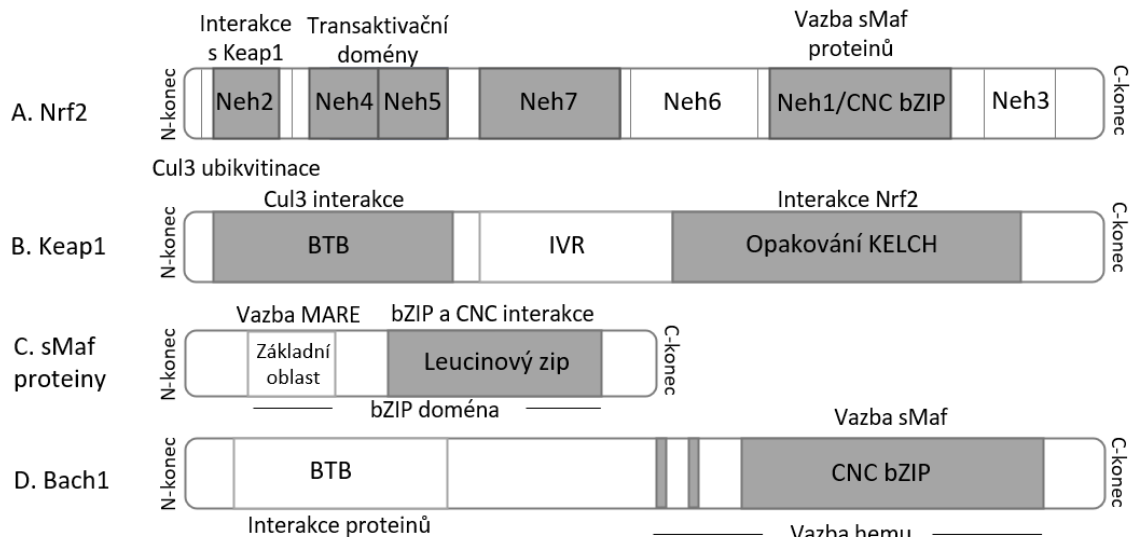 Interakce
s Keap1
Transaktivační
domény
Vazba sMaf
proteinů
A. Nrf2
N-konec
Neh2
Neh4
Neh5
Neh7
Neh6
Neh1/CNC bZIP
Neh3
C-konec
Cul3 ubikvitinace
Cul3 interakce
Interakce Nrf2
B. Keap1
N-konec
BTB
IVR
Opakování KELCH
C-konec
Vazba MARE
bZIP a CNC interakce
C. sMaf
proteiny
N-konec
Základní
oblast
Leucinový zip
C-konec
bZIP doména
Vazba sMaf
D. Bach1
N-konec
BTB
CNC bZIP
C-konec
Interakce proteinů
Vazba hemu